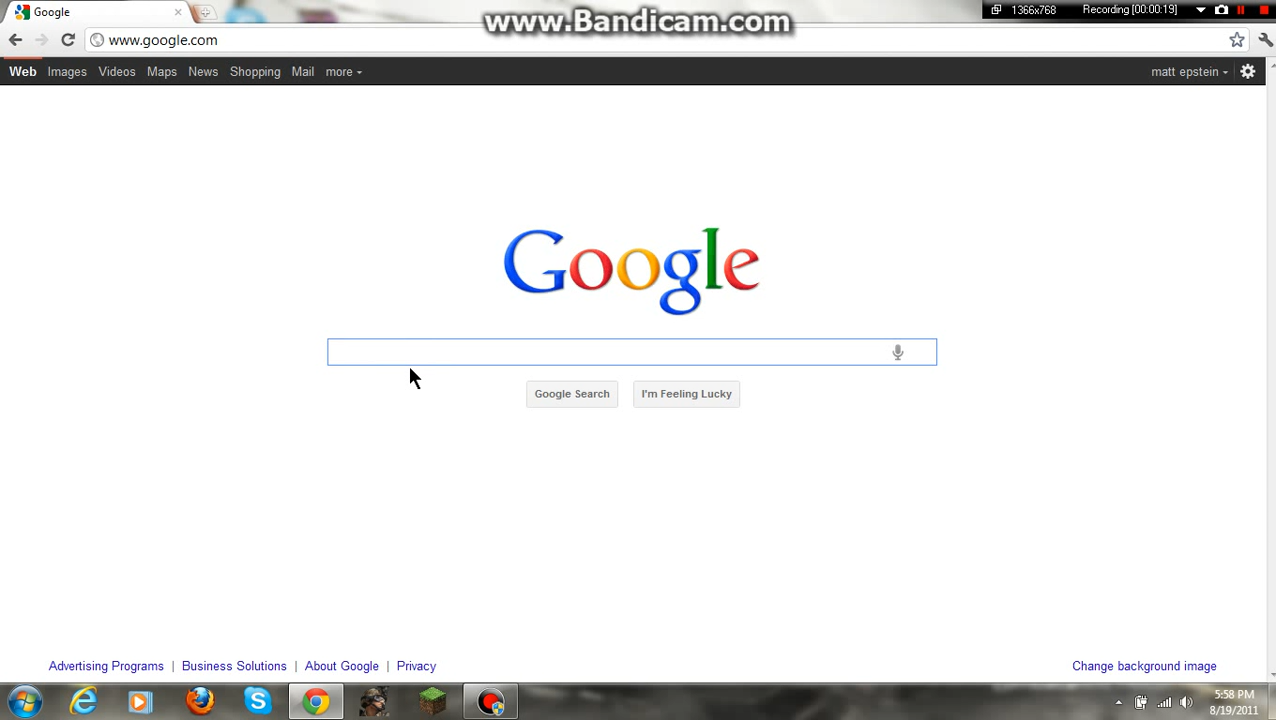 Google
www.Bandicam.com
1366x768
Recording [00:00:19]
www.google.com
Web Images Videos Maps News Shopping Mail more
matt epstein
Google
Google Search
I'm Feeling Lucky
Advertising Programs | Business Solutions | About Google | Privacy
Change background image
5:58 PM
8/19/2011